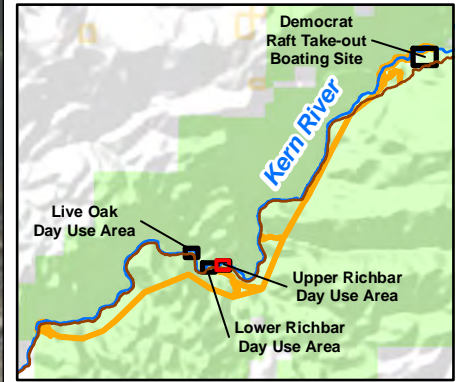 Democrat
Raft Take-out
Boating Site
Kern River
Live Oak
Day Use Area
Upper Richbar
Day Use Area
Lower Richbar
Day Use Area